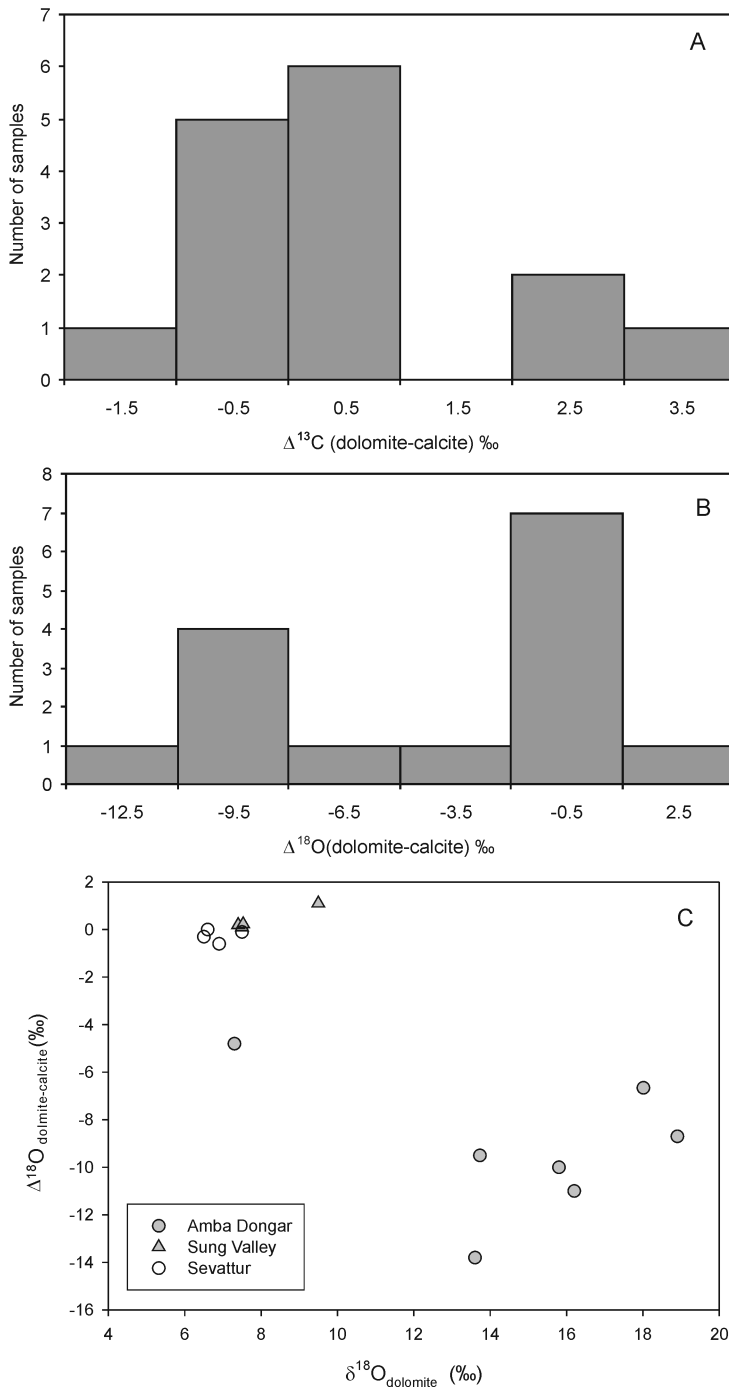 A
Number of samples
7
6
5
4
3
2
1
0
-1.5 -0.5 0.5 1.5 2.5 3.5
Δ¹³C (dolomite-calcite) ‰
B
Number of samples
8
7
6
5
4
3
2
1
0
-12.5 -9.5 -6.5 -3.5 -0.5 2.5
Δ¹⁸O(dolomite-calcite) ‰
C
Δ¹⁸O dolmite-calcite(‰)
2
0
-2
-4
-6
-8
-10
-12
-14
-16
Amba Dongar
Sung Valley
Sevattur
4 6 8 10 12 14 16 18 20
δ¹⁸O dolomite (‰)